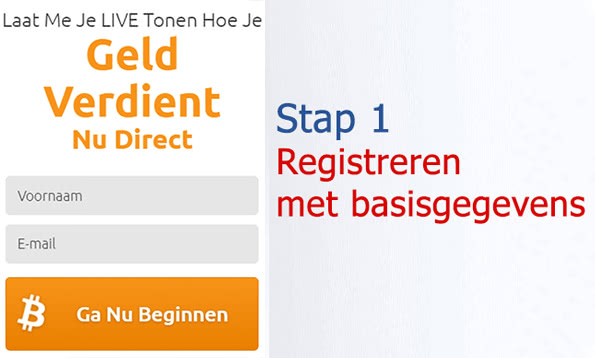 Laat Me Je LIVE Tonen Hoe Je
Geld
Verdient
Nu Direct
Voornaam
E-mail
Ga Nu Beginnen
Stap 1
Registreren
met basisgegevens